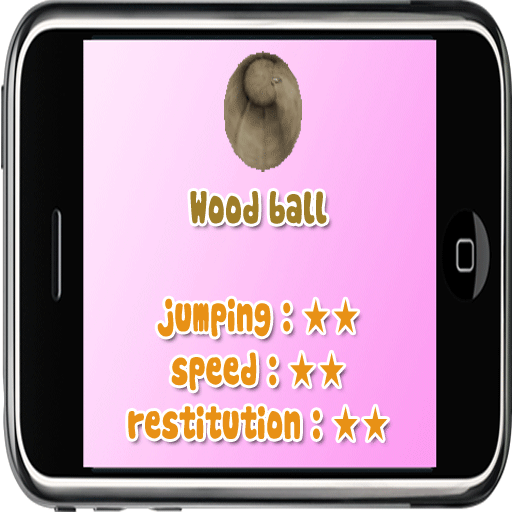 Wood ball
jumping : ★★
speed : ★★
restitution : ★★